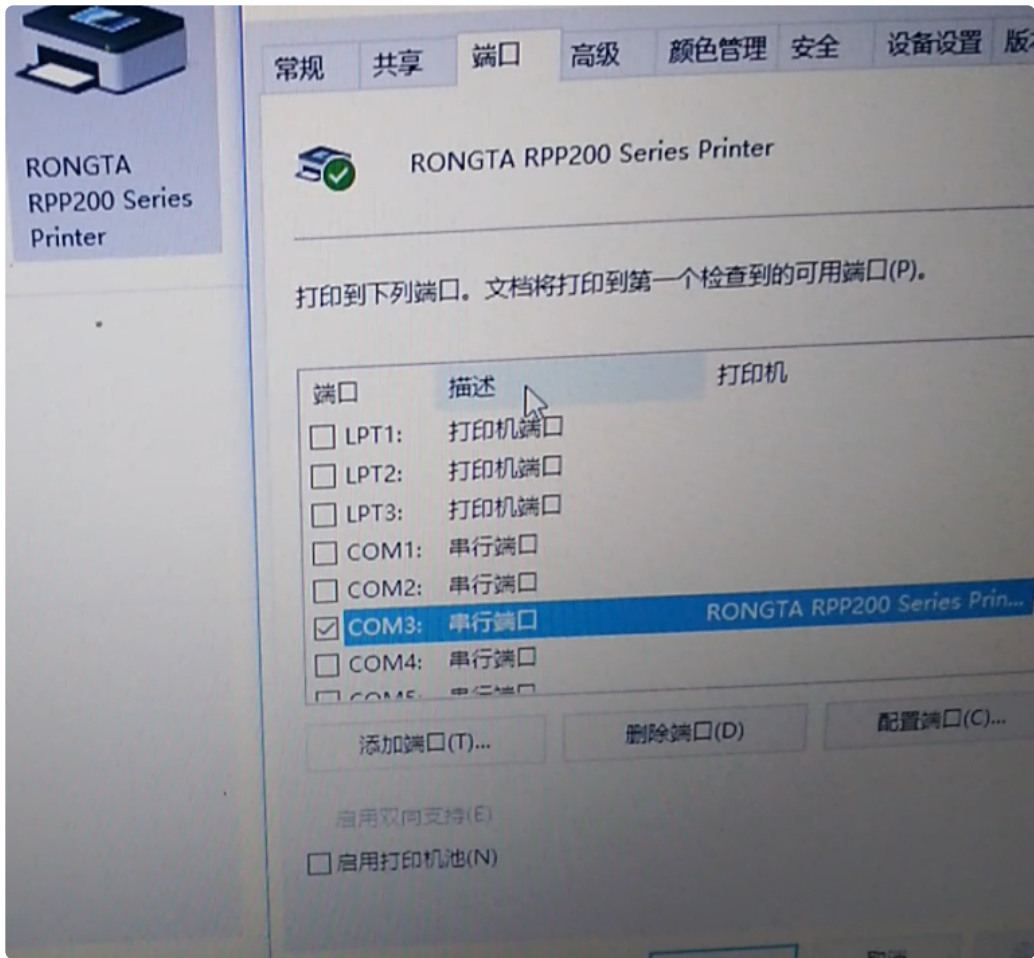 常规 共享 端口 高级 颜色管理 安全 设备设置
RONGTA
RPP200 Series
Printer
RONGTA RPP200 Series Printer
打印到下列端口。文档将打印到第一个检查到的可用端口(P)。
端口 描述 打印机
LPT1: 打印机端口
LPT2: 打印机端口
LPT3: 打印机端口
COM1: 串行端口
COM2: 串行端口
COM3: 串行端口 RONGTA RPP200 Series Prin...
COM4: 串行端口
添加端口(T)... 删除端口(D) 配置端口(C)...
启用双向支持(E)
启用打印机池(N)